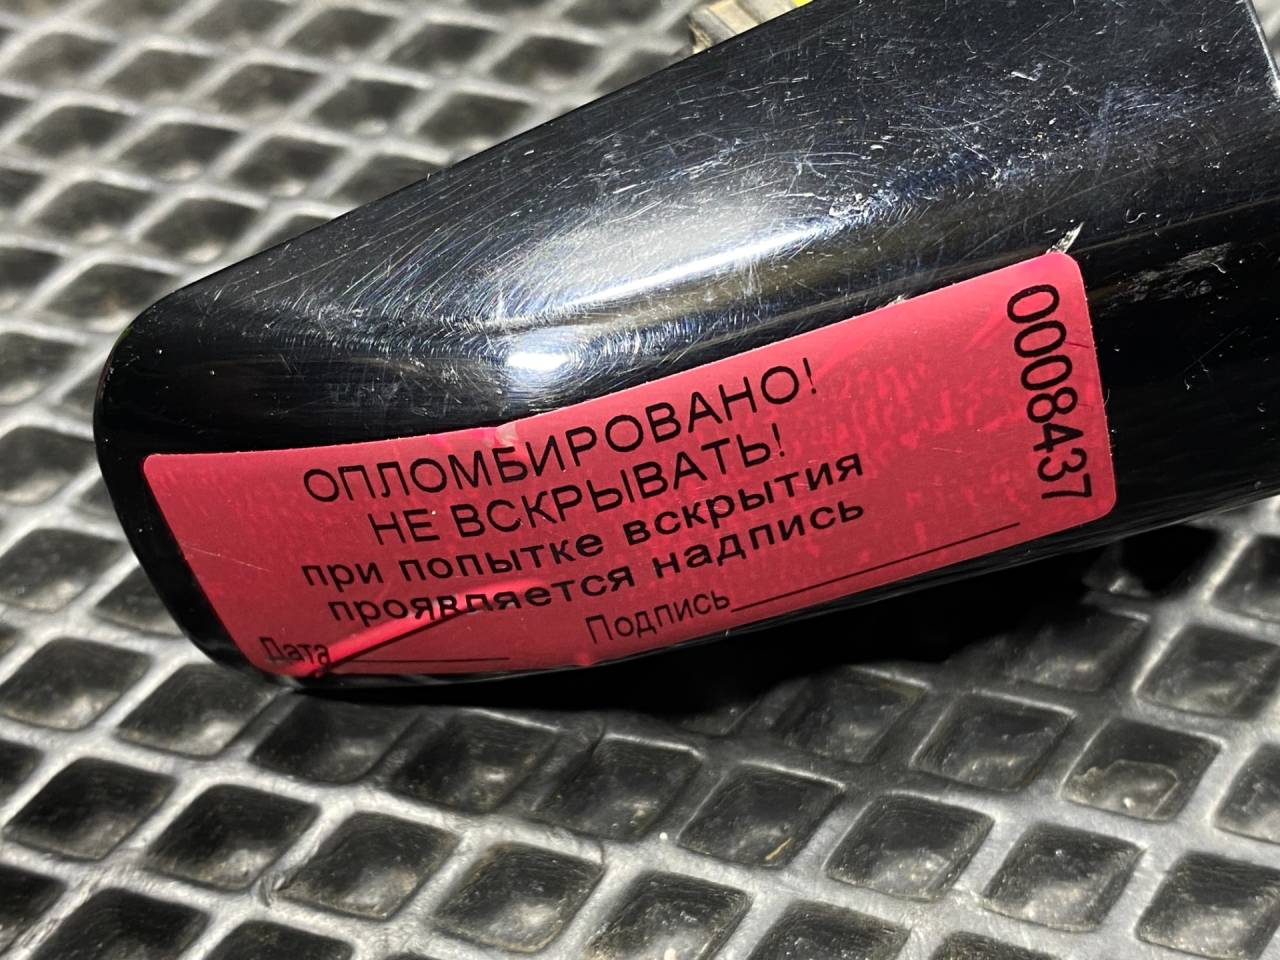 ОПЛОМБИРОВАНО!
НЕ ВСКРЫВАТЬ!
при попытке вскрытия
проявляется надпись
Дата
Подпись
0008437